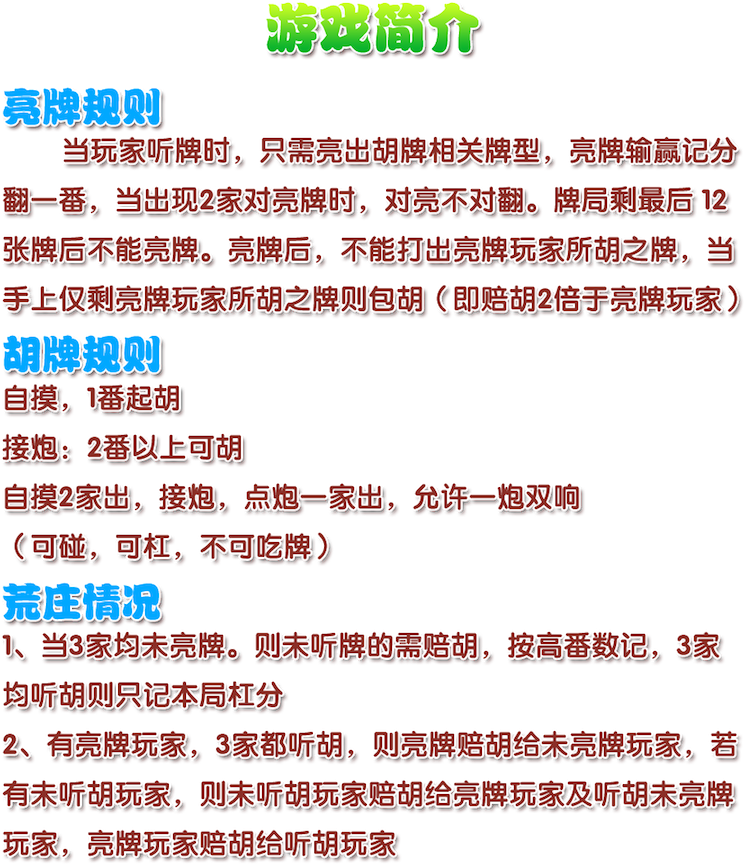 游戏简介
亮牌规则
当玩家听牌时，只需亮出胡牌相关牌型，亮牌输赢记分
翻一番，当出现2家对亮牌时，对亮不对翻。牌局剩最后12
张牌后不能亮牌。亮牌后，不能打出亮牌玩家所胡之牌，当
手上仅剩亮牌玩家所胡之牌则包胡（即赔胡2倍于亮牌玩家）
胡牌规则
自摸，1番起胡
接炮：2番以上可胡
自摸2家出，接炮，点炮一家出，允许一炮双响
（可碰，可杠，不可吃牌）
荒庄情况
1、当3家均未亮牌。则未听牌的需赔胡，按高番数记，3家
均听胡则只记本局杠分
2、有亮牌玩家，3家都听胡，则亮牌赔胡给未亮牌玩家，若
有未听胡玩家，则未听胡玩家赔胡给亮牌玩家及听胡未亮牌
玩家，亮牌玩家赔胡给听胡玩家